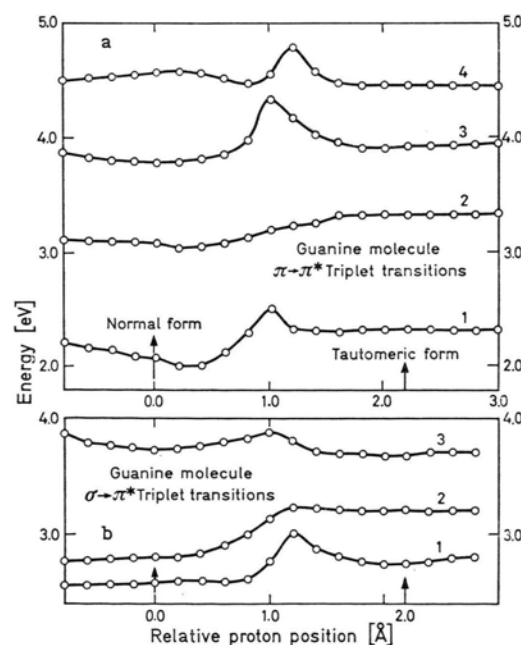 5.0
5.0
a
4
4.0
4.0
3
2
3.0
3.0
Guanine molecule
π→π* Triplet transitions
Energy [eV]
Normal form
1
Tautomeric form
2.0
2.0
0.0
1.0
2.0
3.0
4.0
3
Guanine molecule
σ→π* Triplet transitions
2
3.0
b
1
0.0
1.0
2.0
Relative proton position [Å]